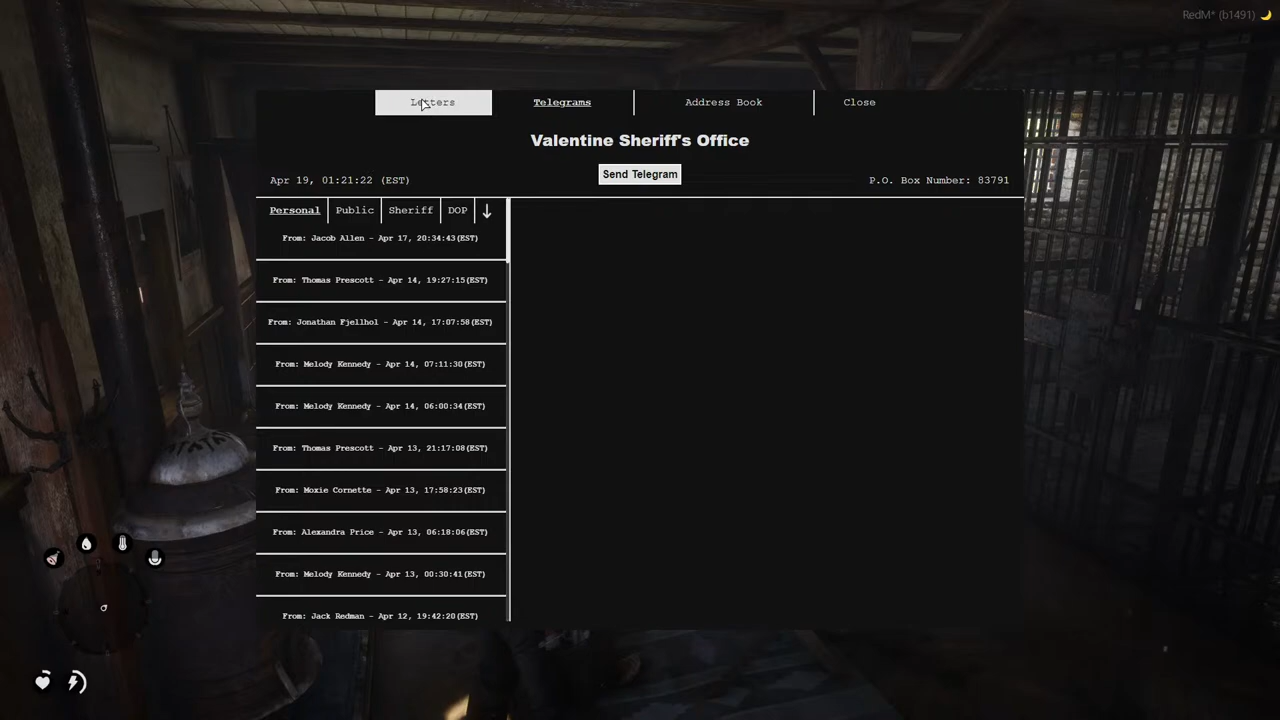 RedM* (b1491)
Letters
Telegrams
Address Book
Close
Valentine Sheriff's Office
Apr 19, 01:21:22 (EST)
Send Telegram
P.O. Box Number: 83791
Personal
Public
Sheriff
DOP
From: Jacob Allen - Apr 17, 20:34:43(EST)
From: Thomas Prescott - Apr 14, 19:27:15(EST)
From: Jonathan Fjellhol - Apr 14, 17:07:58(EST)
From: Melody Kennedy - Apr 14, 07:11:30(EST)
From: Melody Kennedy - Apr 14, 06:00:34(EST)
From: Thomas Prescott - Apr 13, 21:17:08(EST)
From: Moxie Cornette - Apr 13, 17:58:23(EST)
From: Alexandra Price - Apr 13, 06:18:06(EST)
From: Melody Kennedy - Apr 13, 00:30:41(EST)
From: Jack Redman - Apr 12, 19:42:20(EST)